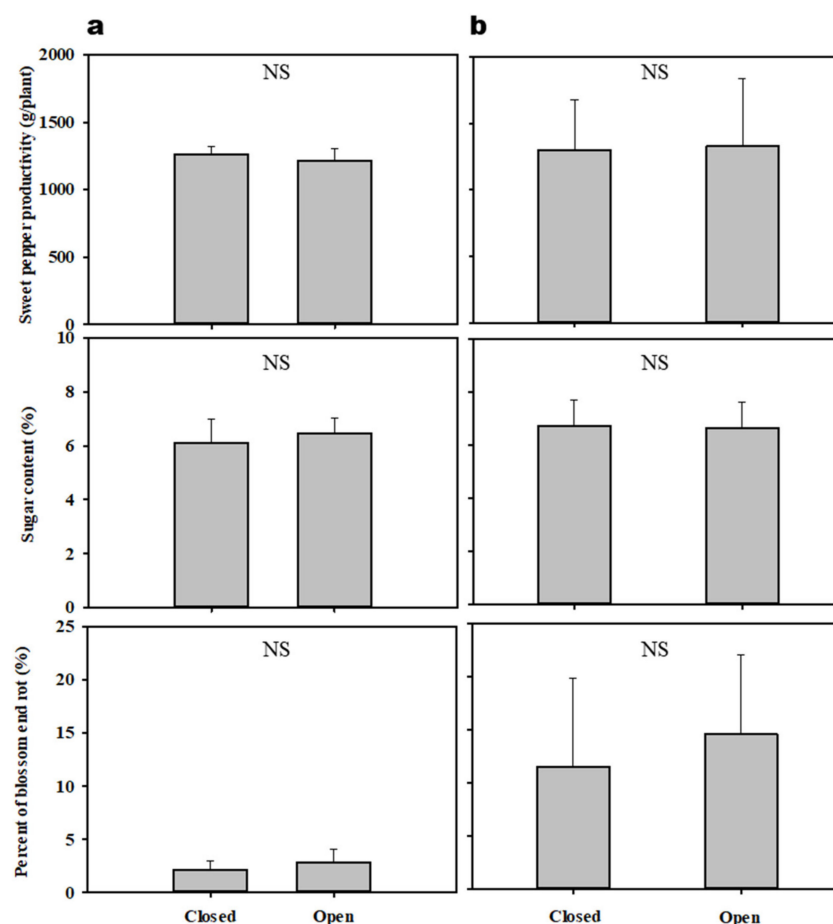 a
b
Sweet pepper productivity (g/plant)
2000
1500
1000
500
0
NS
NS
Sugar content (%)
10
8
6
4
2
0
NS
NS
Percent of blossom end rot (%)
25
20
15
10
5
0
NS
NS
Closed Open
Closed Open